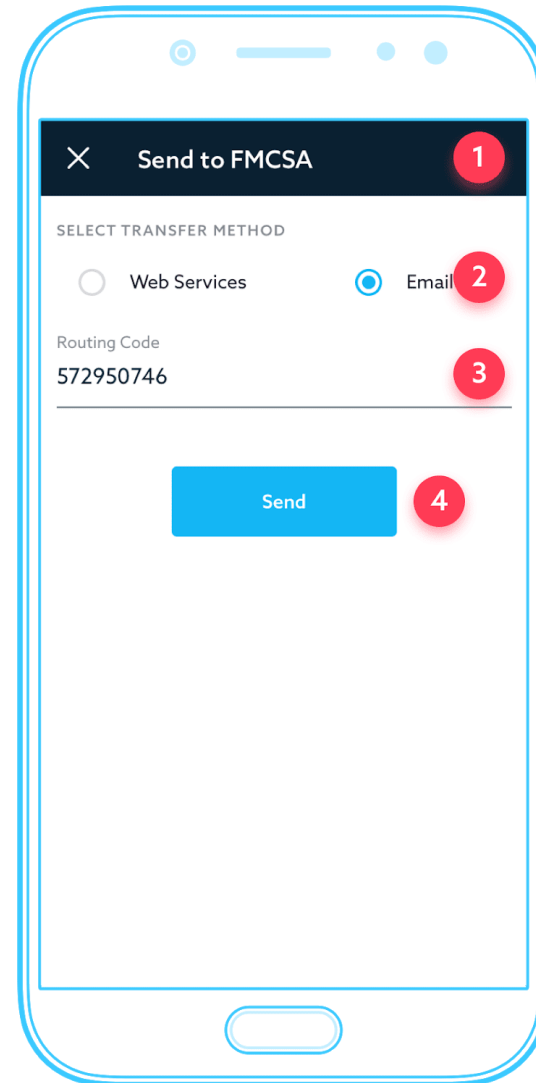 Send to FMCSA 1
SELECT TRANSFER METHOD
Web Services Email 2
Routing Code
572950746 3
Send 4